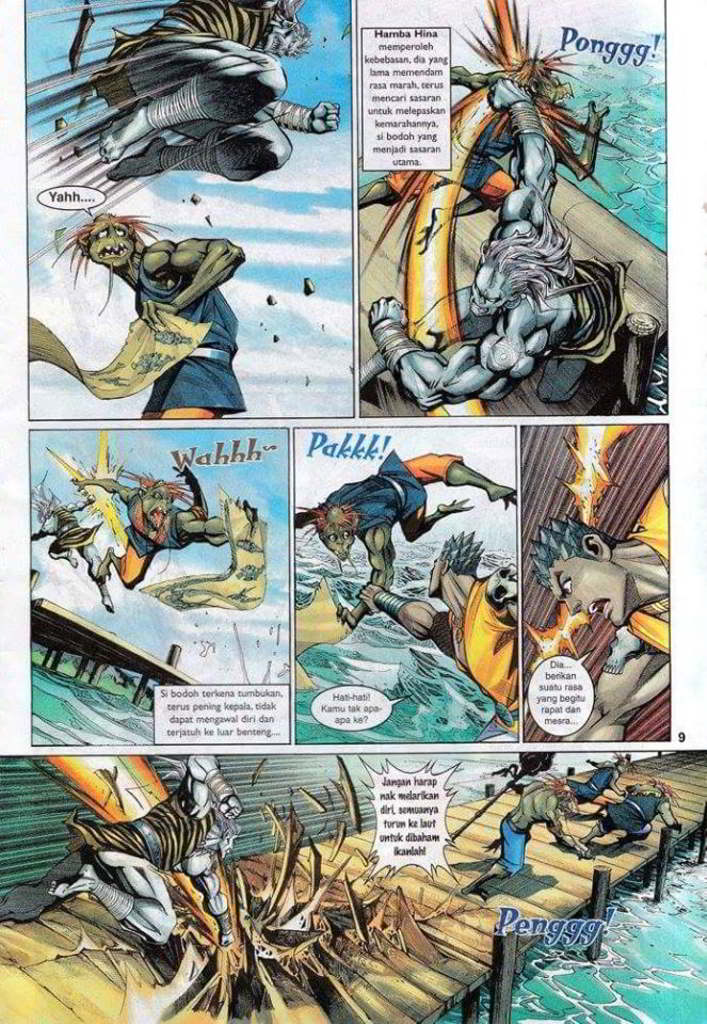 Yahh....
Hamba Hina
memperoleh
kebebasan, dia yang
lama memendam
rasa marah, terus
mencari sasaran
untuk melepaskan
kemarahannya,
si bodoh yang
menjadi sasaran
utama.
Ponggg!
Wahhh~
Si bodoh terkena tumbukan,
terus pening kepala, tidak
dapat mengawal diri dan
terjatuh ke luar benteng....
Pakkk!
Hati-hati!
Kamu tak apa-
apa ke?
Dia...
berikan
suatu rasa
yang begitu
rapat dan
mesra...
9
Jangan harap
nak melarikan
diri, semuanya
turun ke laut
untuk dibaham
ikanlah!
Penggg!